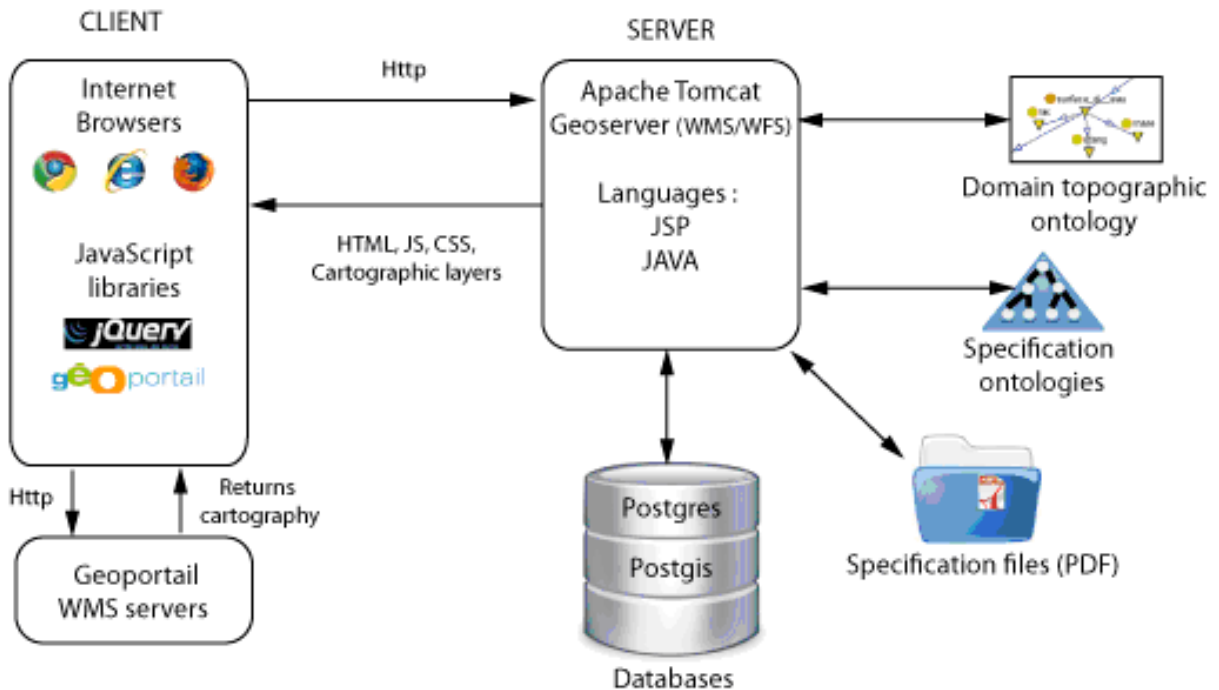 CLIENT
Internet
Browsers
JavaScript
libraries
jQuery
géoportail
Http
HTML, JS, CSS,
Cartographic layers
SERVER
Apache Tomcat
Geoserver (WMS/WFS)
Languages :
JSP
JAVA
Domain topographic
ontology
Specification
ontologies
Specification files (PDF)
Postgres
Postgis
Databases
Http
Returns
cartography
Geoportail
WMS servers